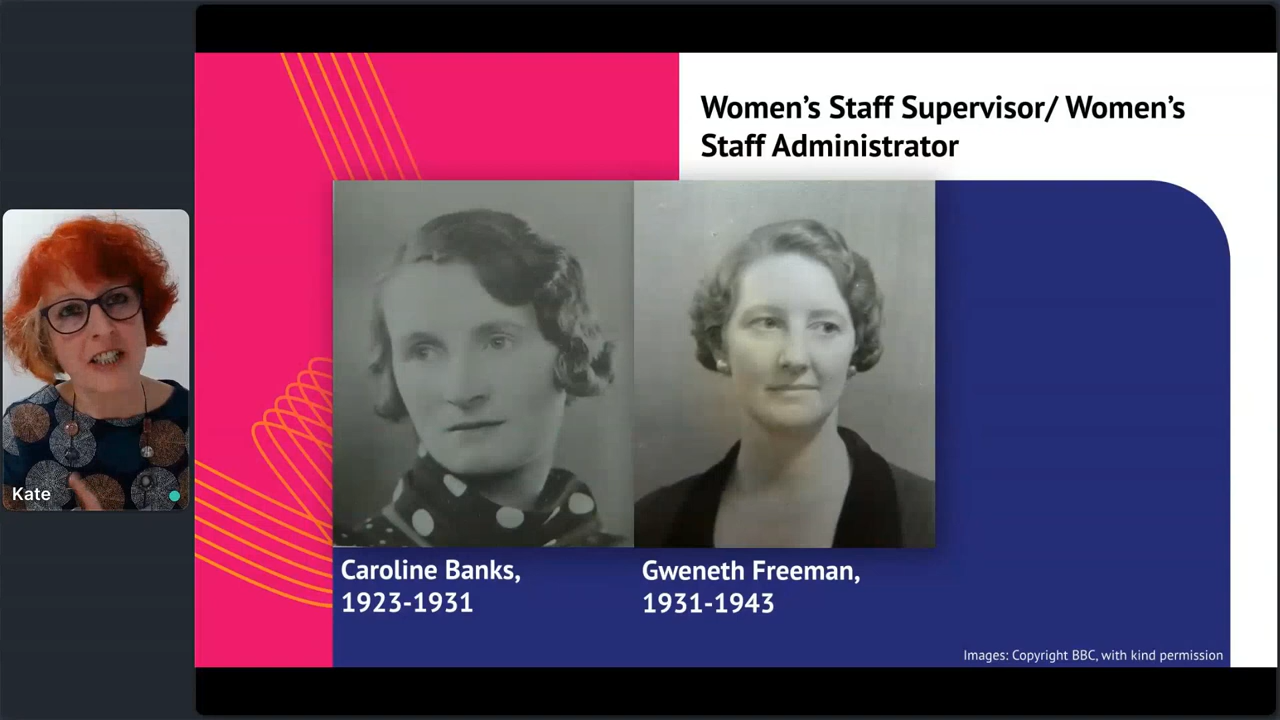 Women’s Staff Supervisor/ Women’s
Staff Administrator
Kate
Caroline Banks,
1923-1931
Gweneth Freeman,
1931-1943
Images: Copyright BBC, with kind permission